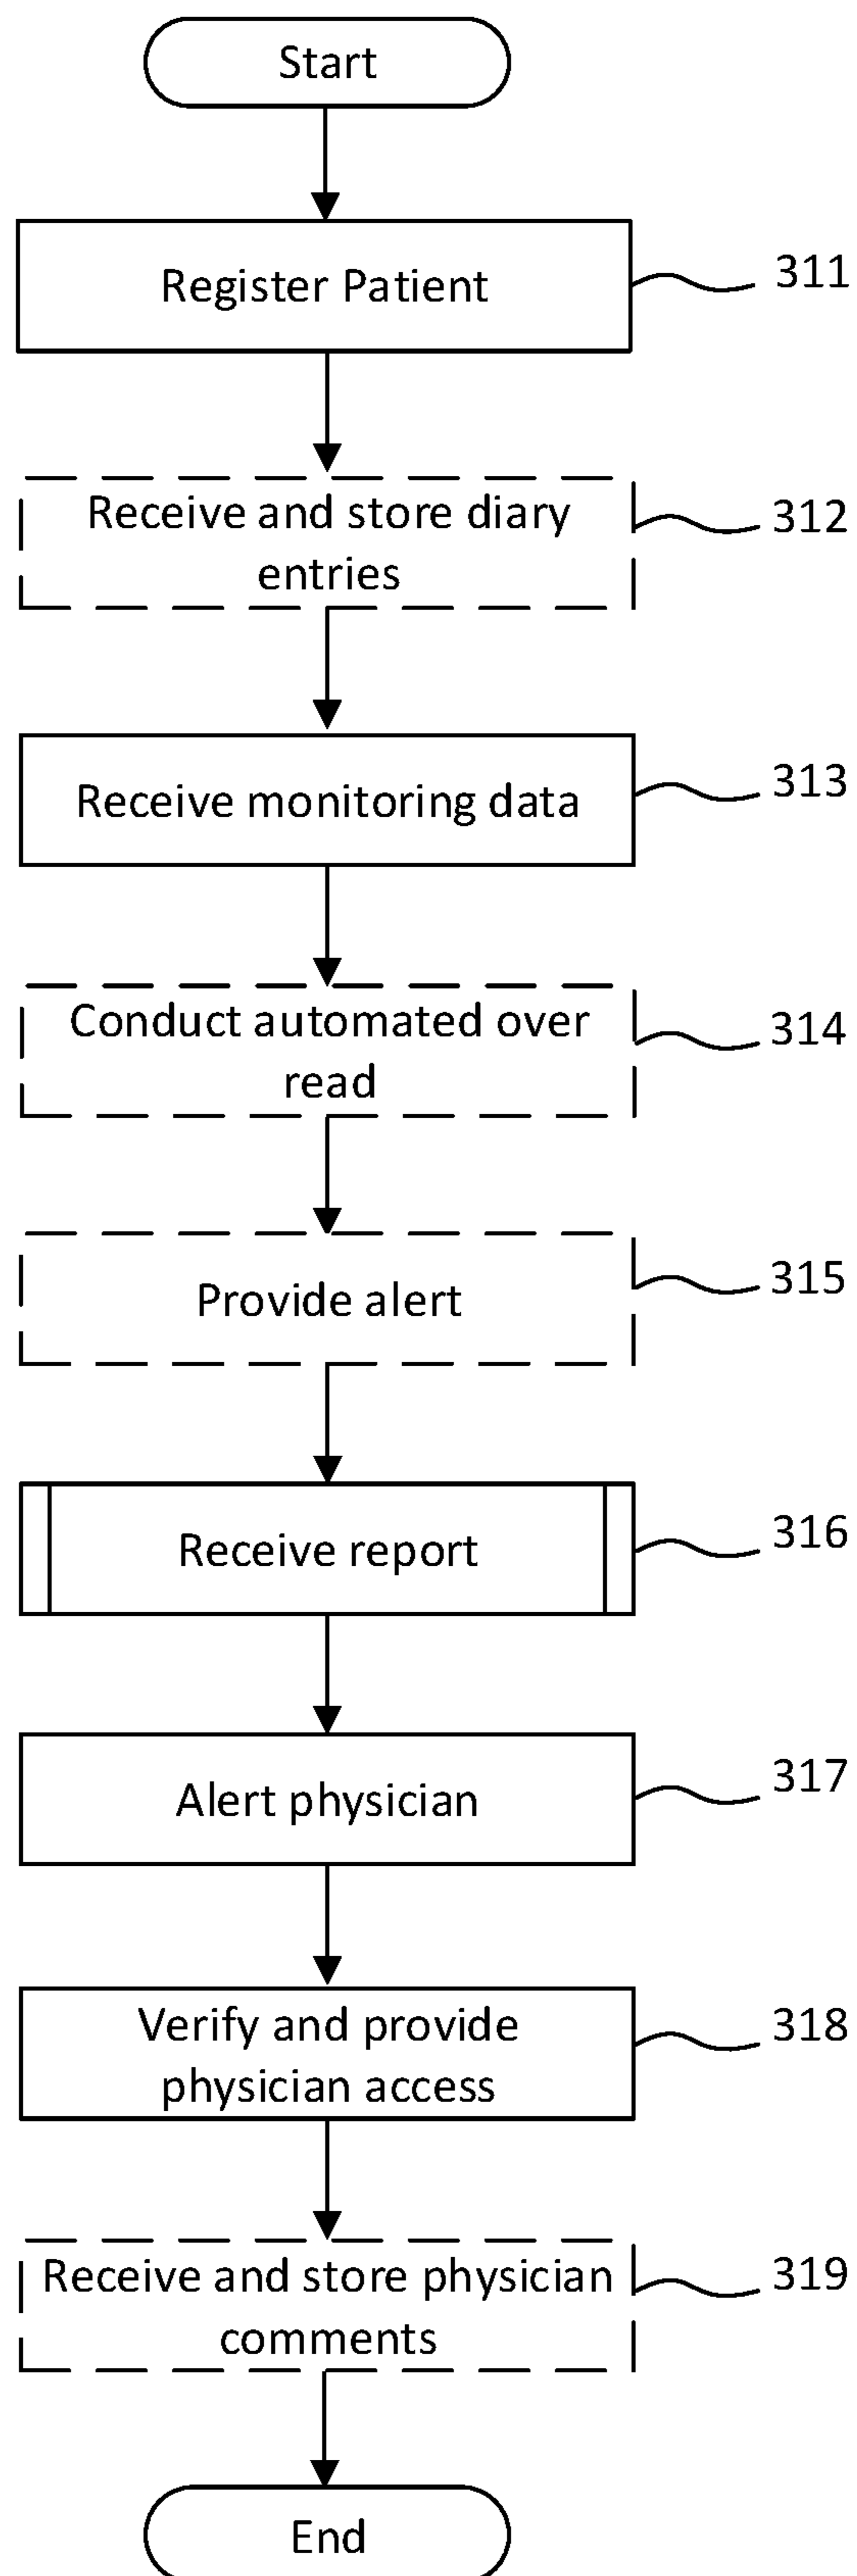 Start
Register Patient
311
Receive and store diary
entries
312
Receive monitoring data
313
Conduct automated over
read
314
Provide alert
315
Receive report
316
Alert physician
317
Verify and provide
physician access
318
Receive and store physician
comments
319
End